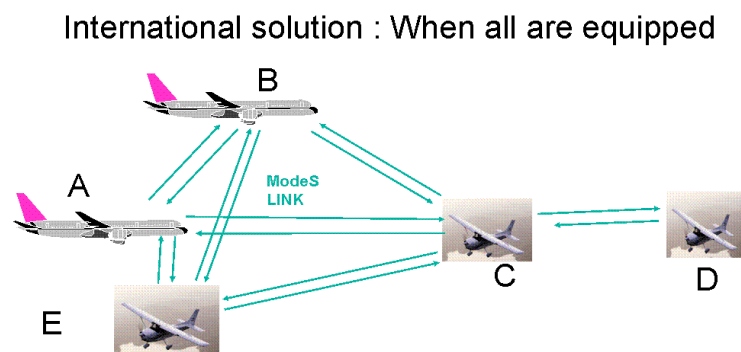 International solution : When all are equipped
B
A
ModeS
LINK
C
D
E